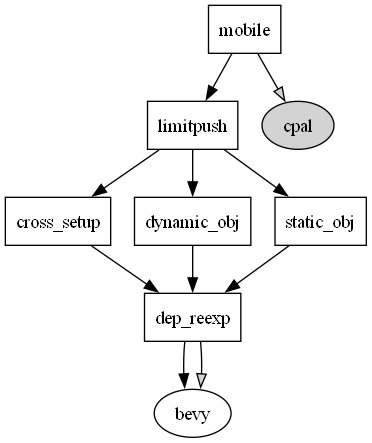 mobile
limitpush
cpal
cross_setup
dynamic_obj
static_obj
dep_reexp
bevy